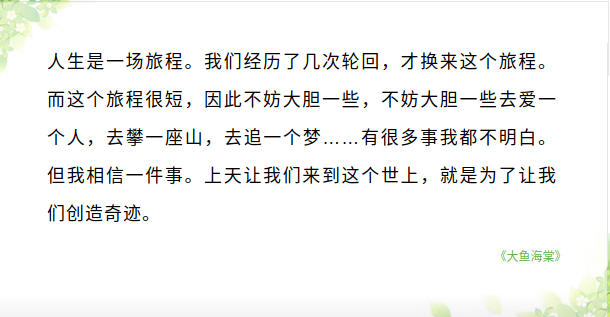 人生是一场旅程。我们经历了几次轮回，才换来这个旅程。
而这个旅程很短，因此不妨大胆一些，不妨大胆一些去爱一
个人，去攀一座山，去追一个梦……有很多事我都不明白。
但我相信一件事。上天让我们来到这个世上，就是为了让我
们创造奇迹。
《大鱼海棠》